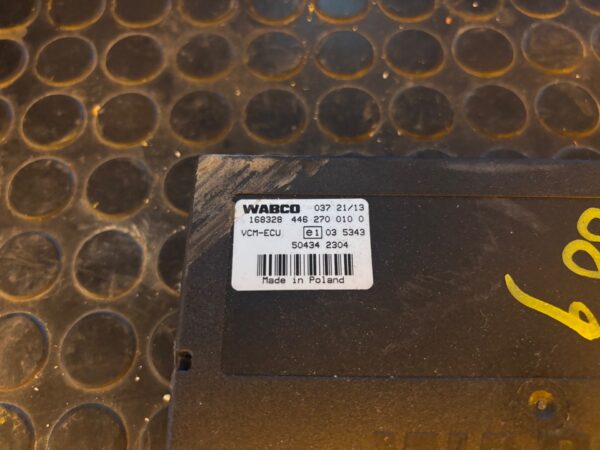 WABCO 037 21/13
168328 446 270 010 0
VCM-ECU e1 03 5343
50434 2304
Made in Poland